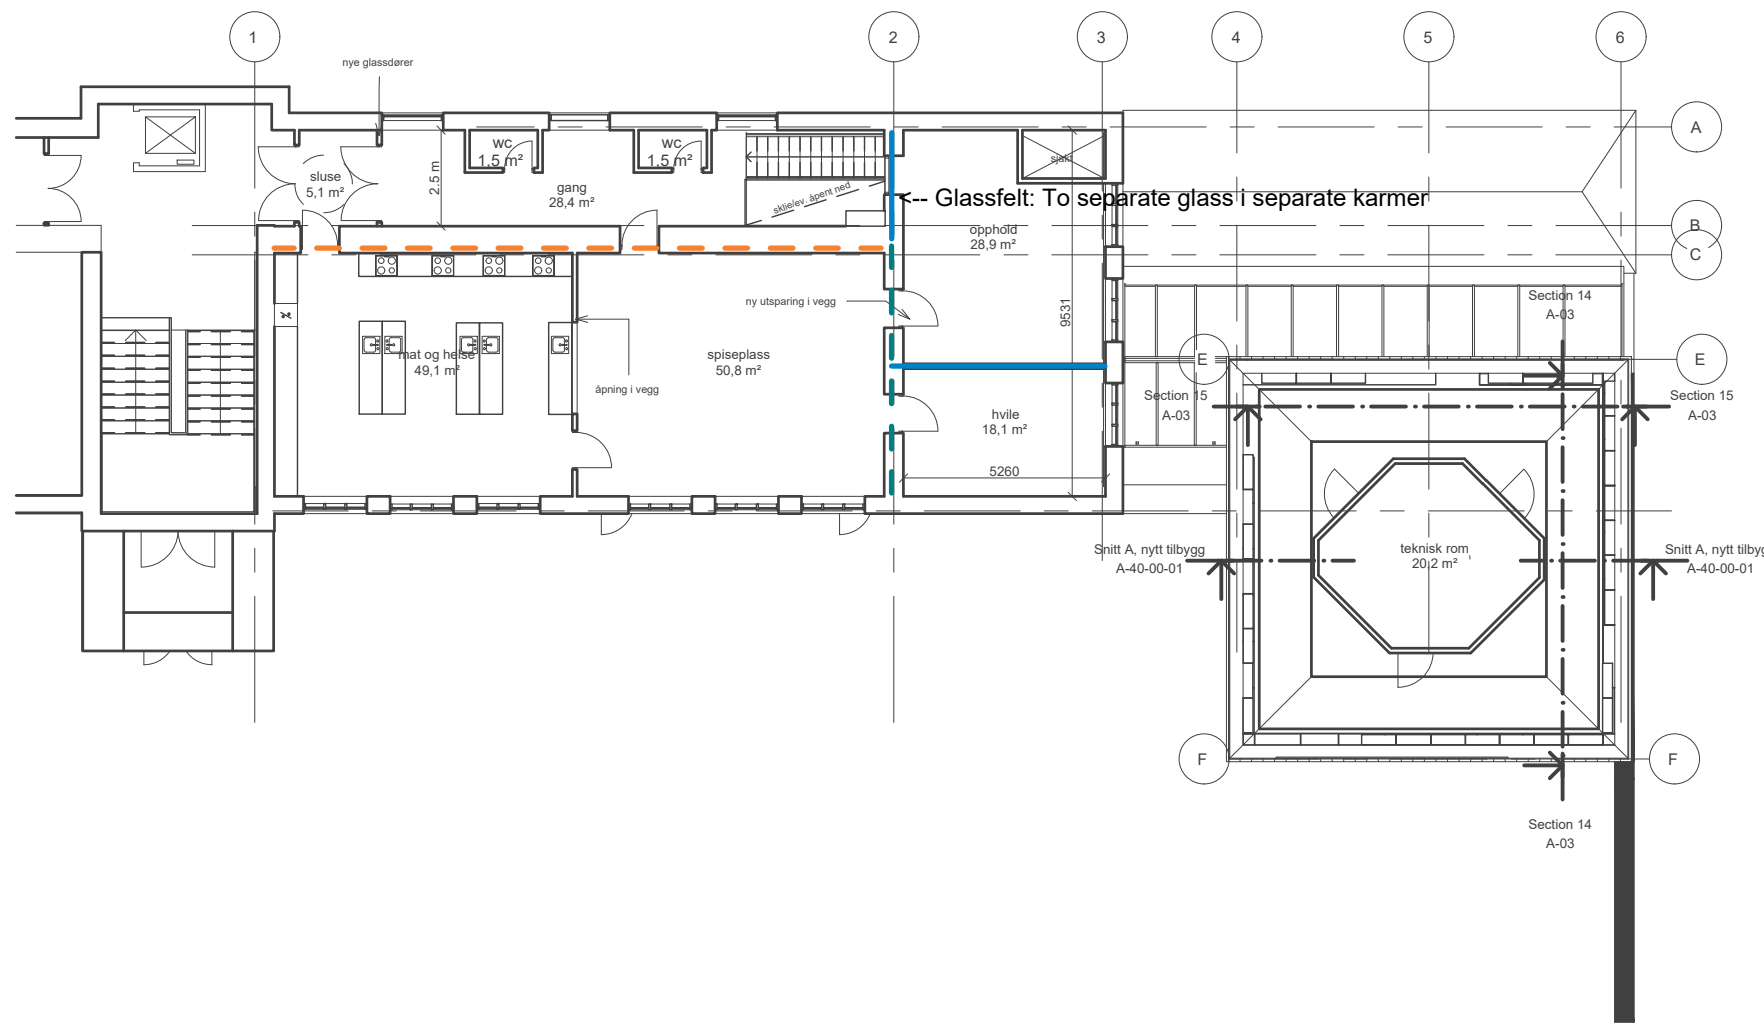 1
2
3
4
5
6
nye glassdører
A
B
C
wc
1.5 m²
wc
1.5 m²
sluse
5,1 m²
2.5 m
gang
28,4 m²
sklie/ev. åpent ned
sjakt
<-- Glassfelt: To separate glass i separate karmer
opphold
28,9 m²
ny utsparing i vegg
9531
Section 14
A-03
mat og helse
49,1 m²
spiseplass
50,8 m²
åpning i vegg
E
E
Section 15
A-03
Section 15
A-03
hvile
18,1 m²
5260
Snitt A, nytt tilbygg
A-40-00-01
teknisk rom
20,2 m²
Snitt A, nytt tilbyg
A-40-00-01
F
F
Section 14
A-03